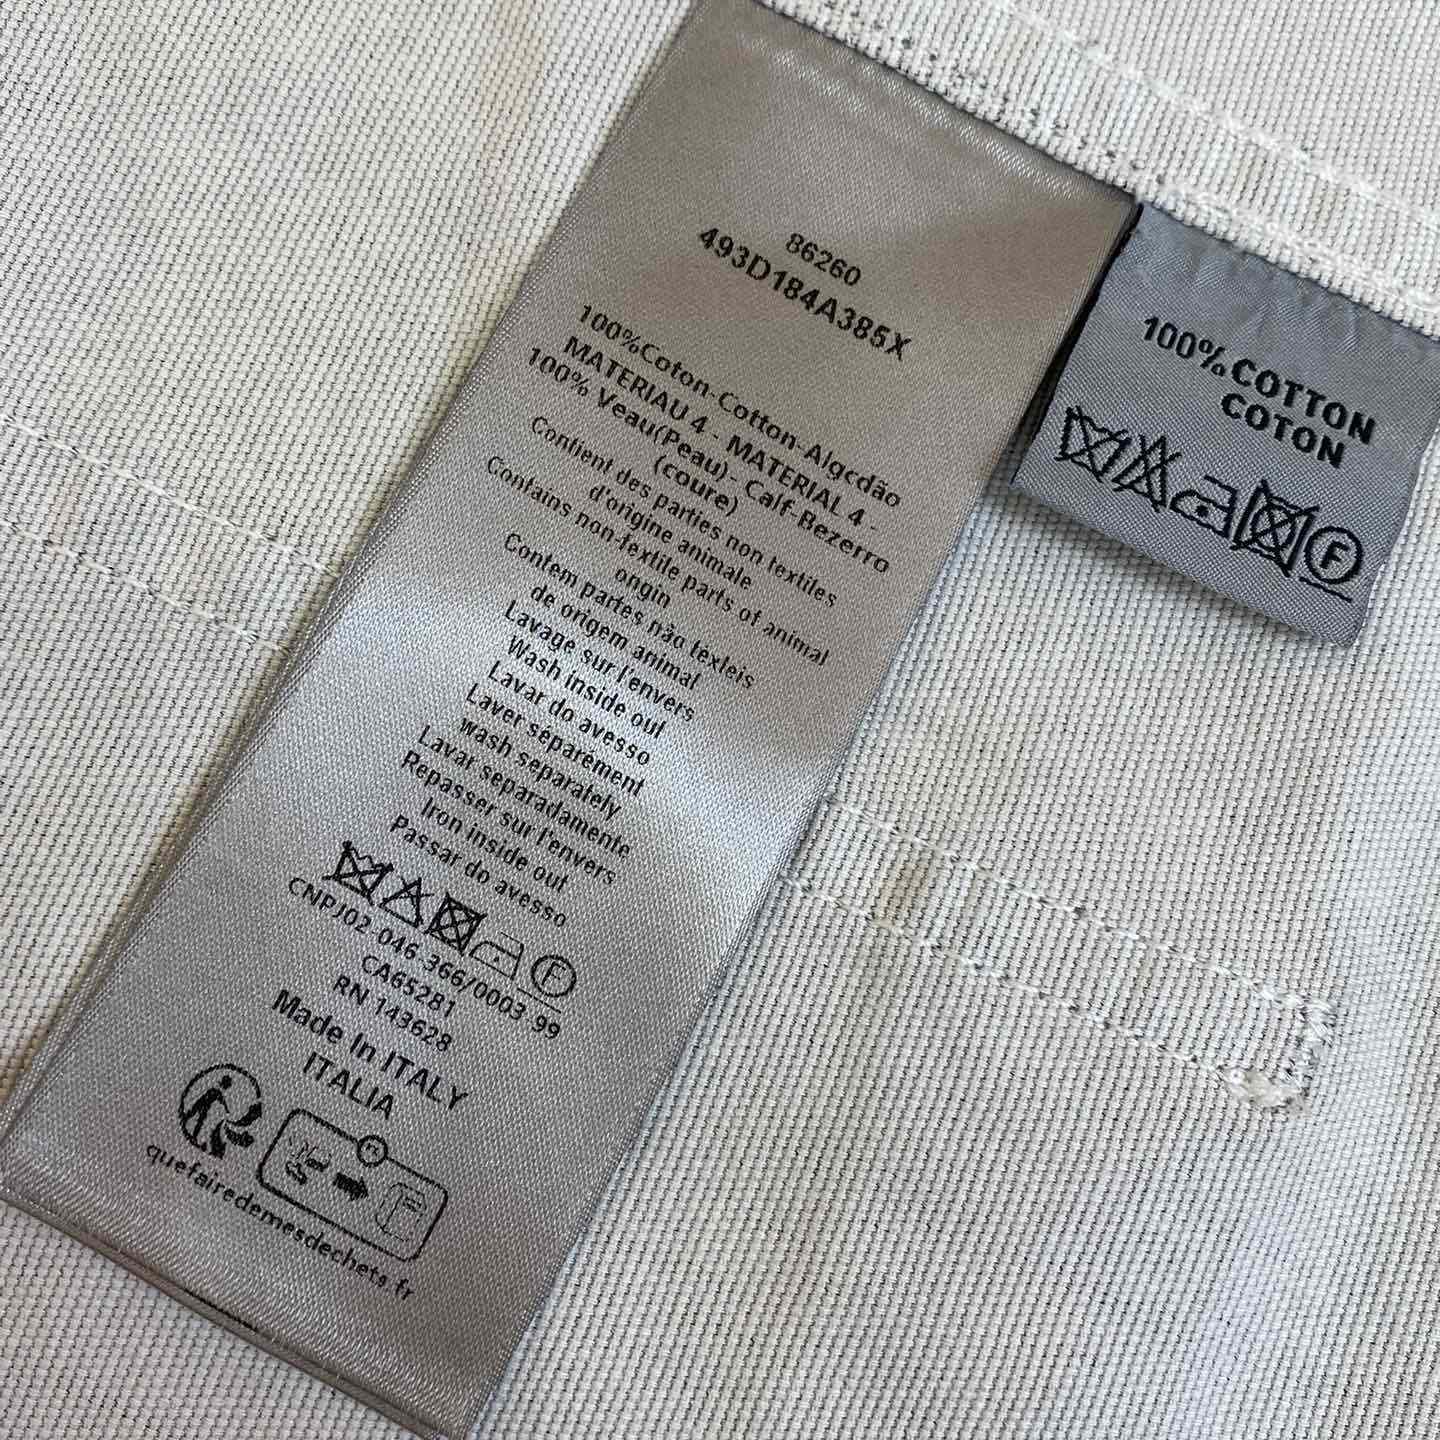 86260
493D184A385X
100%Coton-Cotton-Algcdão
MATERIAU 4 - MATERIAL 4 -
100% Veau(Peau)- Calf-Bezerro
(coure)
Contient des parties non textiles
d'origine animale
Contains non-textile parts of animal
origin
Contem partes não texleis
de origem animal
Lavage sur l'envers
Wash inside out
Lavar do avesso
Laver séparément
wash separately
Lavar separadamente
Repasser sur l'envers
Iron inside out
Passar do avesso
F
CNPJ02 046 366/0003 99
CA65281
RN 143628
Made In ITALY
ITALIA
quefairedemesdechets.fr
100% COTTON
COTON
F